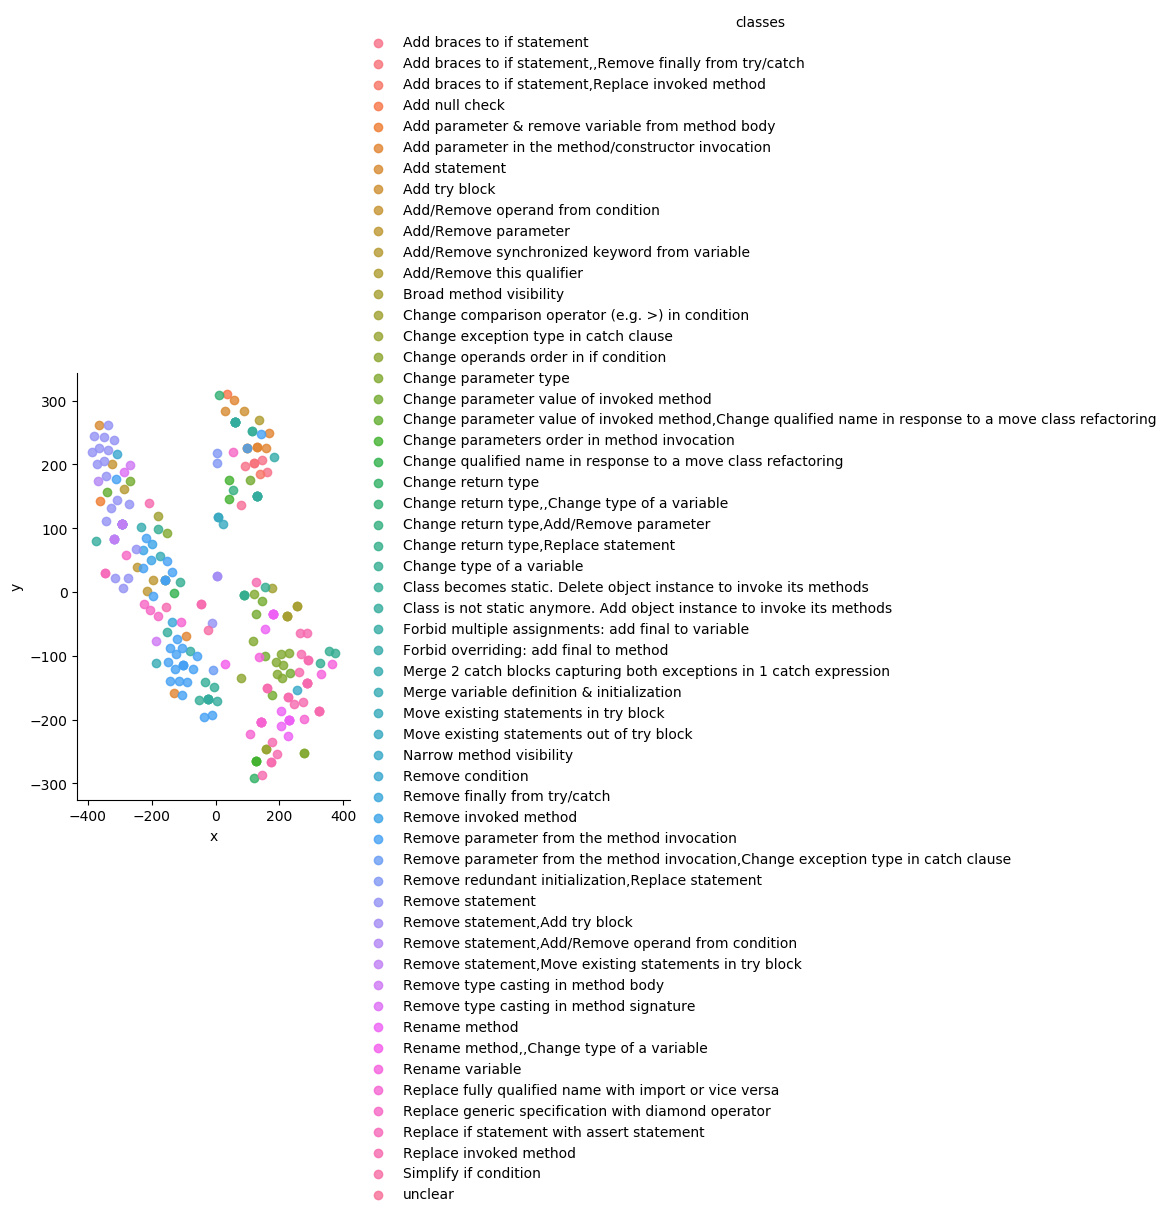 classes
Add braces to if statement
Add braces to if statement,,Remove finally from try/catch
Add braces to if statement,Replace invoked method
Add null check
Add parameter & remove variable from method body
Add parameter in the method/constructor invocation
Add statement
Add try block
Add/Remove operand from condition
Add/Remove parameter
Add/Remove synchronized keyword from variable
Add/Remove this qualifier
Broad method visibility
Change comparison operator (e.g. >) in condition
Change exception type in catch clause
Change operands order in if condition
Change parameter type
Change parameter value of invoked method
Change parameter value of invoked method,Change qualified name in response to a move class refactoring
Change parameters order in method invocation
Change qualified name in response to a move class refactoring
Change return type
Change return type,,Change type of a variable
Change return type,Add/Remove parameter
Change return type,Replace statement
Change type of a variable
Class becomes static. Delete object instance to invoke its methods
Class is not static anymore. Add object instance to invoke its methods
Forbid multiple assignments: add final to variable
Forbid overriding: add final to method
Merge 2 catch blocks capturing both exceptions in 1 catch expression
Merge variable definition & initialization
Move existing statements in try block
Move existing statements out of try block
Narrow method visibility
Remove condition
Remove finally from try/catch
Remove invoked method
Remove parameter from the method invocation
Remove parameter from the method invocation,Change exception type in catch clause
Remove redundant initialization,Replace statement
Remove statement
Remove statement,Add try block
Remove statement,Add/Remove operand from condition
Remove statement,Move existing statements in try block
Remove type casting in method body
Remove type casting in method signature
Rename method
Rename method,,Change type of a variable
Rename variable
Replace fully qualified name with import or vice versa
Replace generic specification with diamond operator
Replace if statement with assert statement
Replace invoked method
Simplify if condition
unclear
300
200
100
0
−100
−200
−300
y
−400 −200 0 200 400
x